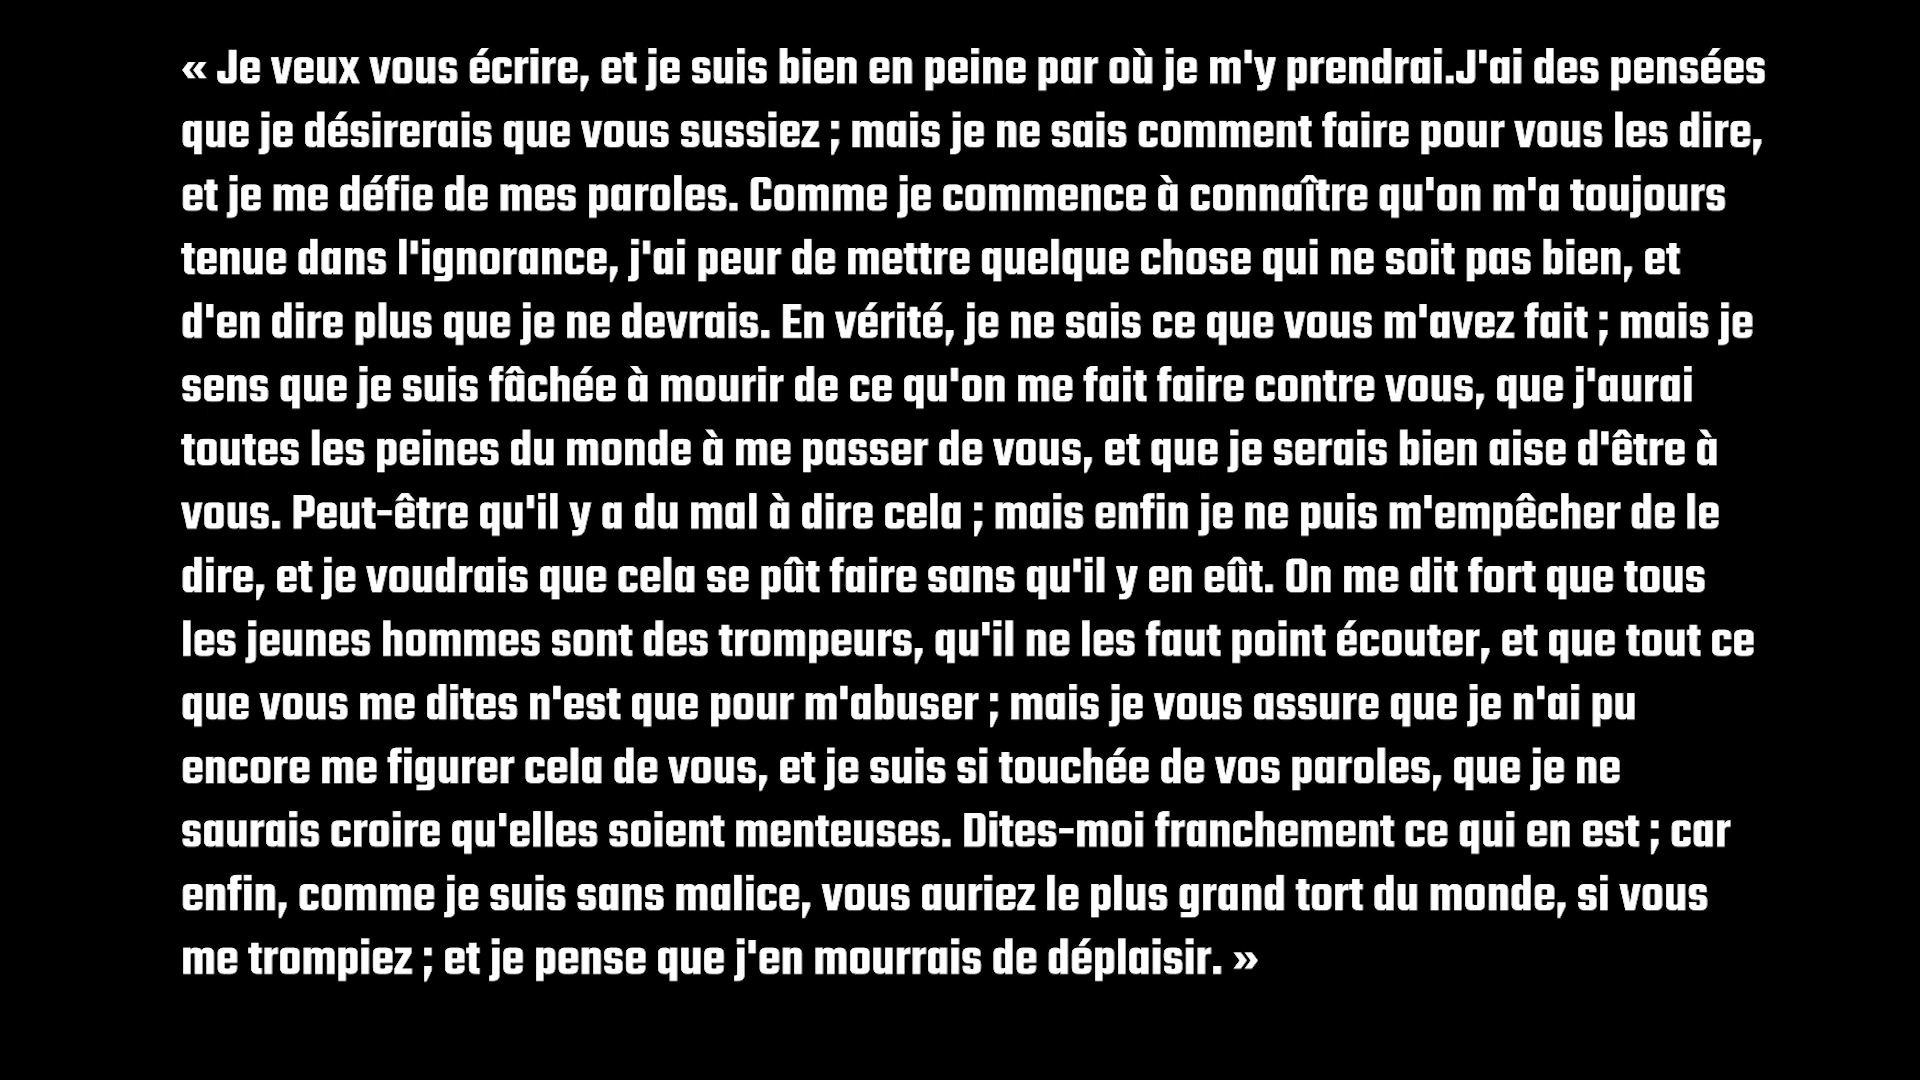 « Je veux vous écrire, et je suis bien en peine par où je m'y prendrai.J'ai des pensées
que je désirerais que vous sussiez ; mais je ne sais comment faire pour vous les dire,
et je me défie de mes paroles. Comme je commence à connaître qu'on m'a toujours
tenue dans l'ignorance, j'ai peur de mettre quelque chose qui ne soit pas bien, et
d'en dire plus que je ne devrais. En vérité, je ne sais ce que vous m'avez fait ; mais je
sens que je suis fâchée à mourir de ce qu'on me fait faire contre vous, que j'aurai
toutes les peines du monde à me passer de vous, et que je serais bien aise d'être à
vous. Peut-être qu'il y a du mal à dire cela ; mais enfin je ne puis m'empêcher de le
dire, et je voudrais que cela se pût faire sans qu'il y en eût. On me dit fort que tous
les jeunes hommes sont des trompeurs, qu'il ne les faut point écouter, et que tout ce
que vous me dites n'est que pour m'abuser ; mais je vous assure que je n'ai pu
encore me figurer cela de vous, et je suis si touchée de vos paroles, que je ne
saurais croire qu'elles soient menteuses. Dites-moi franchement ce qui en est ; car
enfin, comme je suis sans malice, vous auriez le plus grand tort du monde, si vous
me trompiez ; et je pense que j'en mourrais de déplaisir. »